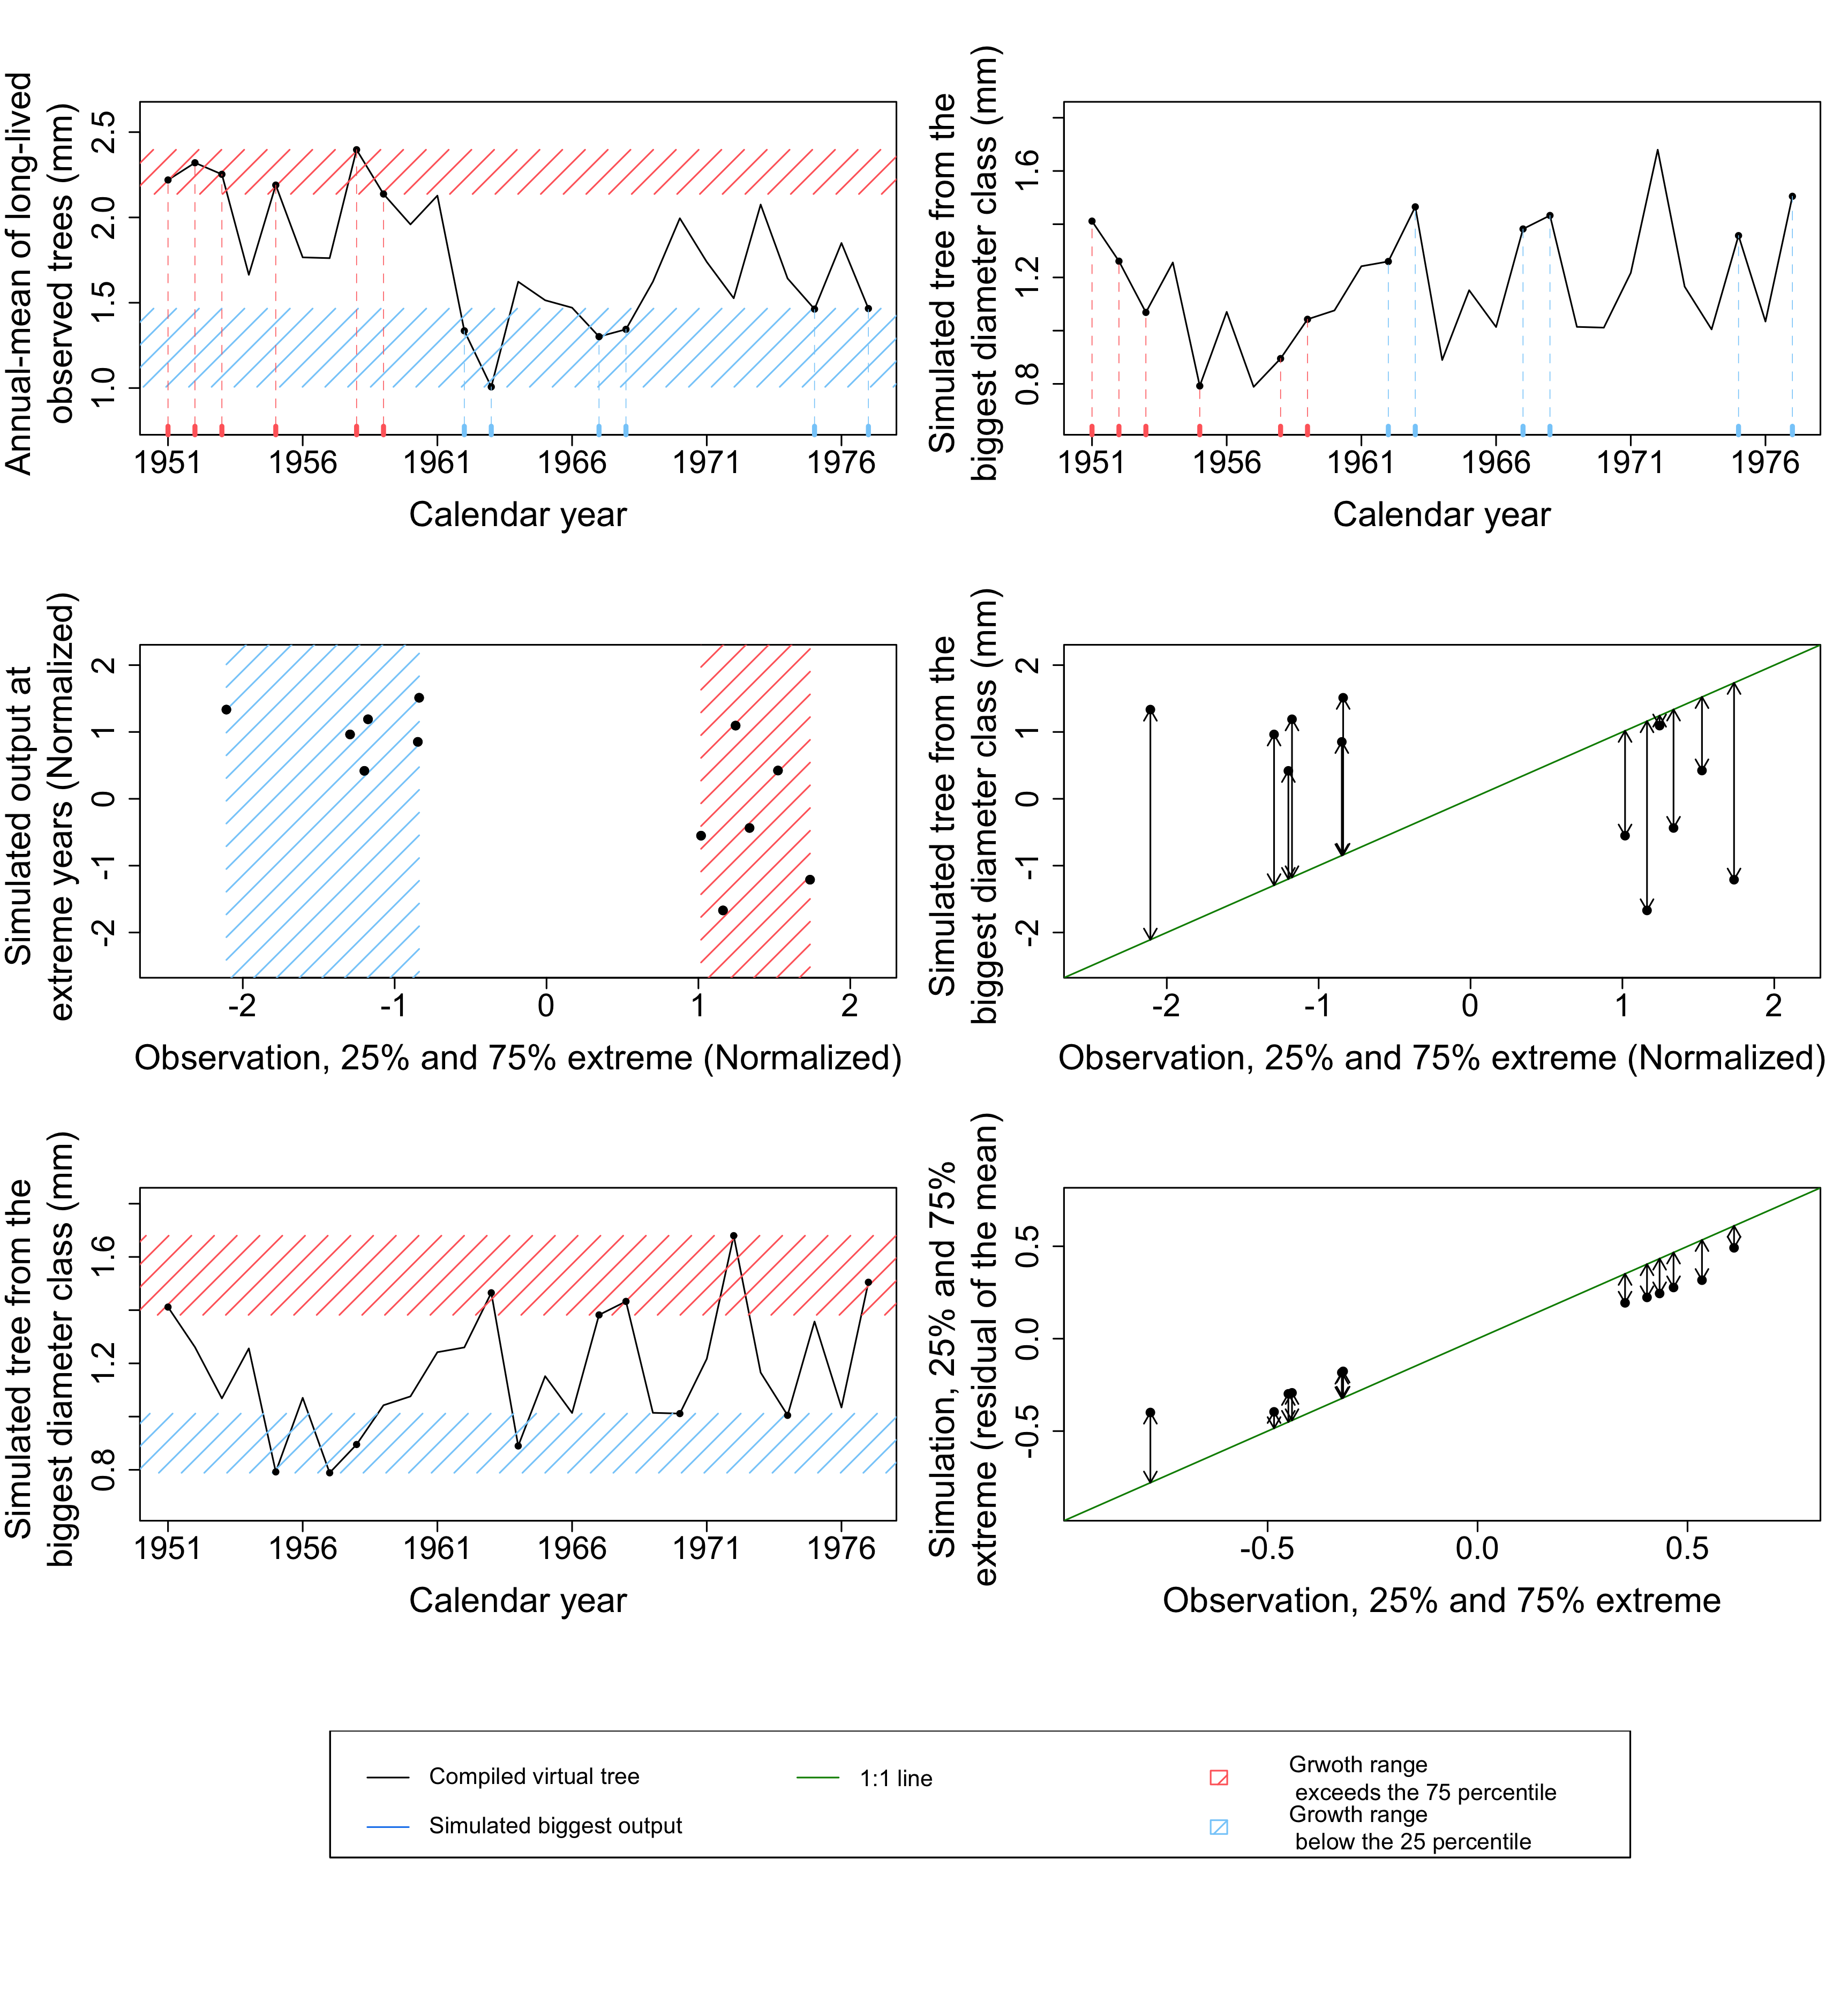 Annual-mean of long-lived
observed trees (mm)
2.5
2.0
1.5
1.0
1951 1956 1961 1966 1971 1976
Calendar year
Simulated tree from the
biggest diameter class (mm)
1.6
1.2
0.8
1951 1956 1961 1966 1971 1976
Calendar year
Simulated output at
extreme years (Normalized)
2
1
0
-1
-2
-2 -1 0 1 2
Observation, 25% and 75% extreme (Normalized)
Simulated tree from the
biggest diameter class (mm)
2
1
0
-1
-2
-2 -1 0 1 2
Observation, 25% and 75% extreme (Normalized)
Simulated tree from the
biggest diameter class (mm)
1.6
1.2
0.8
1951 1956 1961 1966 1971 1976
Calendar year
Simulation, 25% and 75%
extreme (residual of the mean)
0.5
0.0
-0.5
-0.5 0.0 0.5
Observation, 25% and 75% extreme
Compiled virtual tree
Simulated biggest output
1:1 line
Grwoth range
exceeds the 75 percentile
Growth range
below the 25 percentile